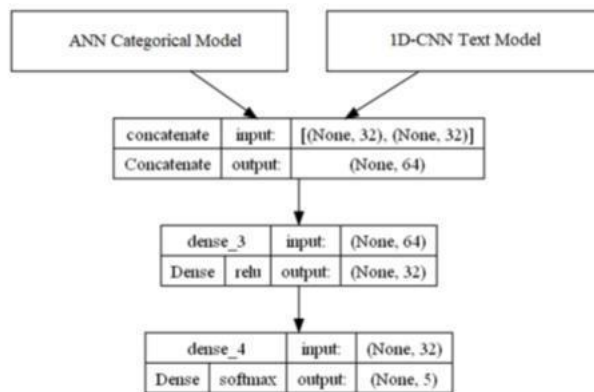 ANN Categorical Model
1D-CNN Text Model
concatenate input: [(None, 32), (None, 32)]
Concatenate output: (None, 64)
dense_3 input: (None, 64)
Dense relu output: (None, 32)
dense_4 input: (None, 32)
Dense softmax output: (None, 5)